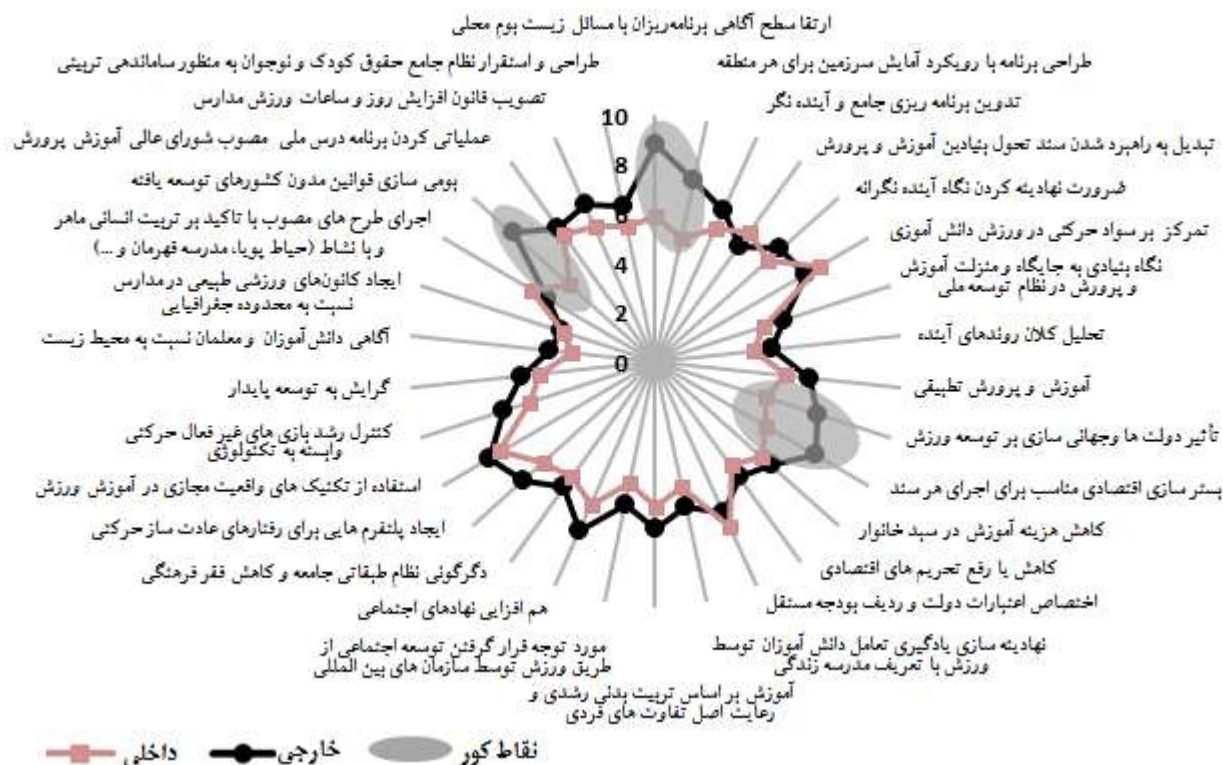 ارتقا سطح آگاهی برنامه‌ریزان با مسائل زیست بوم محلی
طراحی برنامه با رویکرد آمایش سرزمین برای هر منطقه
تدوین برنامه ریزی جامع و آینده نگر
تبدیل به راهبرد شدن سند تحول بنیادین آموزش و پرورش
ضرورت نهادینه کردن نگاه آینده نگرانه
تمرکز بر سواد حرکتی در ورزش دانش آموزی
نگاه بنیادی به جایگاه و منزلت آموزش
و پرورش در نظام توسعه ملی
تحلیل کلان روندهای آینده
آموزش و پرورش تطبیقی
تأثیر دولت ها وجهانی سازی بر توسعه ورزش
بستر سازی اقتصادی مناسب برای اجرای هر سند
کاهش هزینه آموزش در سبد خانوار
کاهش یا رفع تحریم های اقتصادی
اختصاص اعتبارات دولت و ردیف بودجه مستقل
نهادینه سازی یادگیری تعامل دانش آموزان توسط
ورزش با تعریف مدرسه زندگی
آموزش بر اساس تربیت بدنی رشدی و
رعایت اصل تفاوت های فردی
مورد توجه قرار گرفتن توسعه اجتماعی از
طریق ورزش توسط سازمان های بین المللی
هم افزایی نهادهای اجتماعی
دگرگونی نظام طبقاتی جامعه و کاهش فقر فرهنگی
ایجاد پلتفرم هایی برای رفتارهای عادت ساز حرکتی
استفاده از تکنیک های واقعیت مجازی در آموزش ورزش
کنترل رشد بازی های غیر فعال حرکتی
وابسته به تکنولوژی
گرایش به توسعه پایدار
آگاهی دانش آموزان و معلمان نسبت به محیط زیست
ایجاد کانون‌های ورزشی طبیعی در مدارس
نسبت به محدوده جغرافیایی
اجرای طرح های مصوب با تاکید بر تربیت انسانی ماهر
و با نشاط (حیاط پویا، مدرسه قهرمان و ...)
بومی سازی قوانین مدون کشورهای توسعه یافته
عملیاتی کردن برنامه درس ملی مصوب شورای عالی آموزش پرورش
تصویب قانون افزایش روز و ساعات ورزش مدارس
طراحی و استقرار نظام جامع حقوق کودک و نوجوان به منظور ساماندهی تربیتی
10
8
6
4
2
0
نقاط کور
خارجی
داخلی